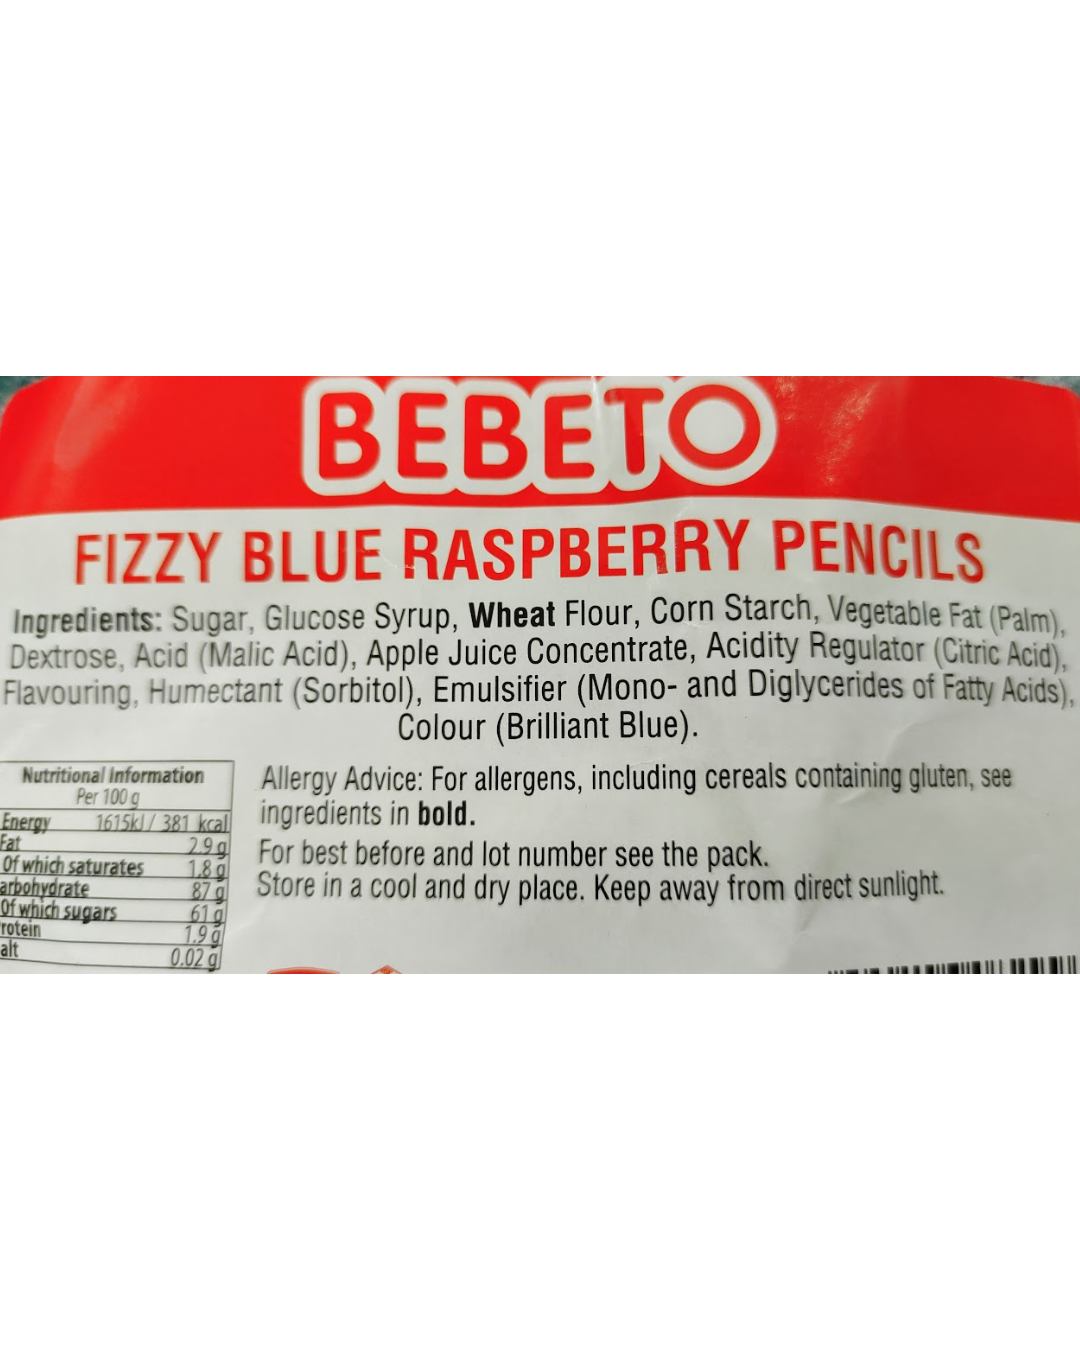 BEBETO
FIZZY BLUE RASPBERRY PENCILS
Ingredients: Sugar, Glucose Syrup, Wheat Flour, Corn Starch, Vegetable Fat (Palm),
Dextrose, Acid (Malic Acid), Apple Juice Concentrate, Acidity Regulator (Citric Acid),
Flavouring, Humectant (Sorbitol), Emulsifier (Mono- and Diglycerides of Fatty Acids),
Colour (Brilliant Blue).
Nutritional Information
Per 100 g
Energy 1615kJ / 381 kcal
Fat 2.9 g
Of which saturates 1.8 g
arbohydrate 87 g
Of which sugars 61 g
rotein 1.9 g
alt 0.02 g
Allergy Advice: For allergens, including cereals containing gluten, see
ingredients in bold.
For best before and lot number see the pack.
Store in a cool and dry place. Keep away from direct sunlight.